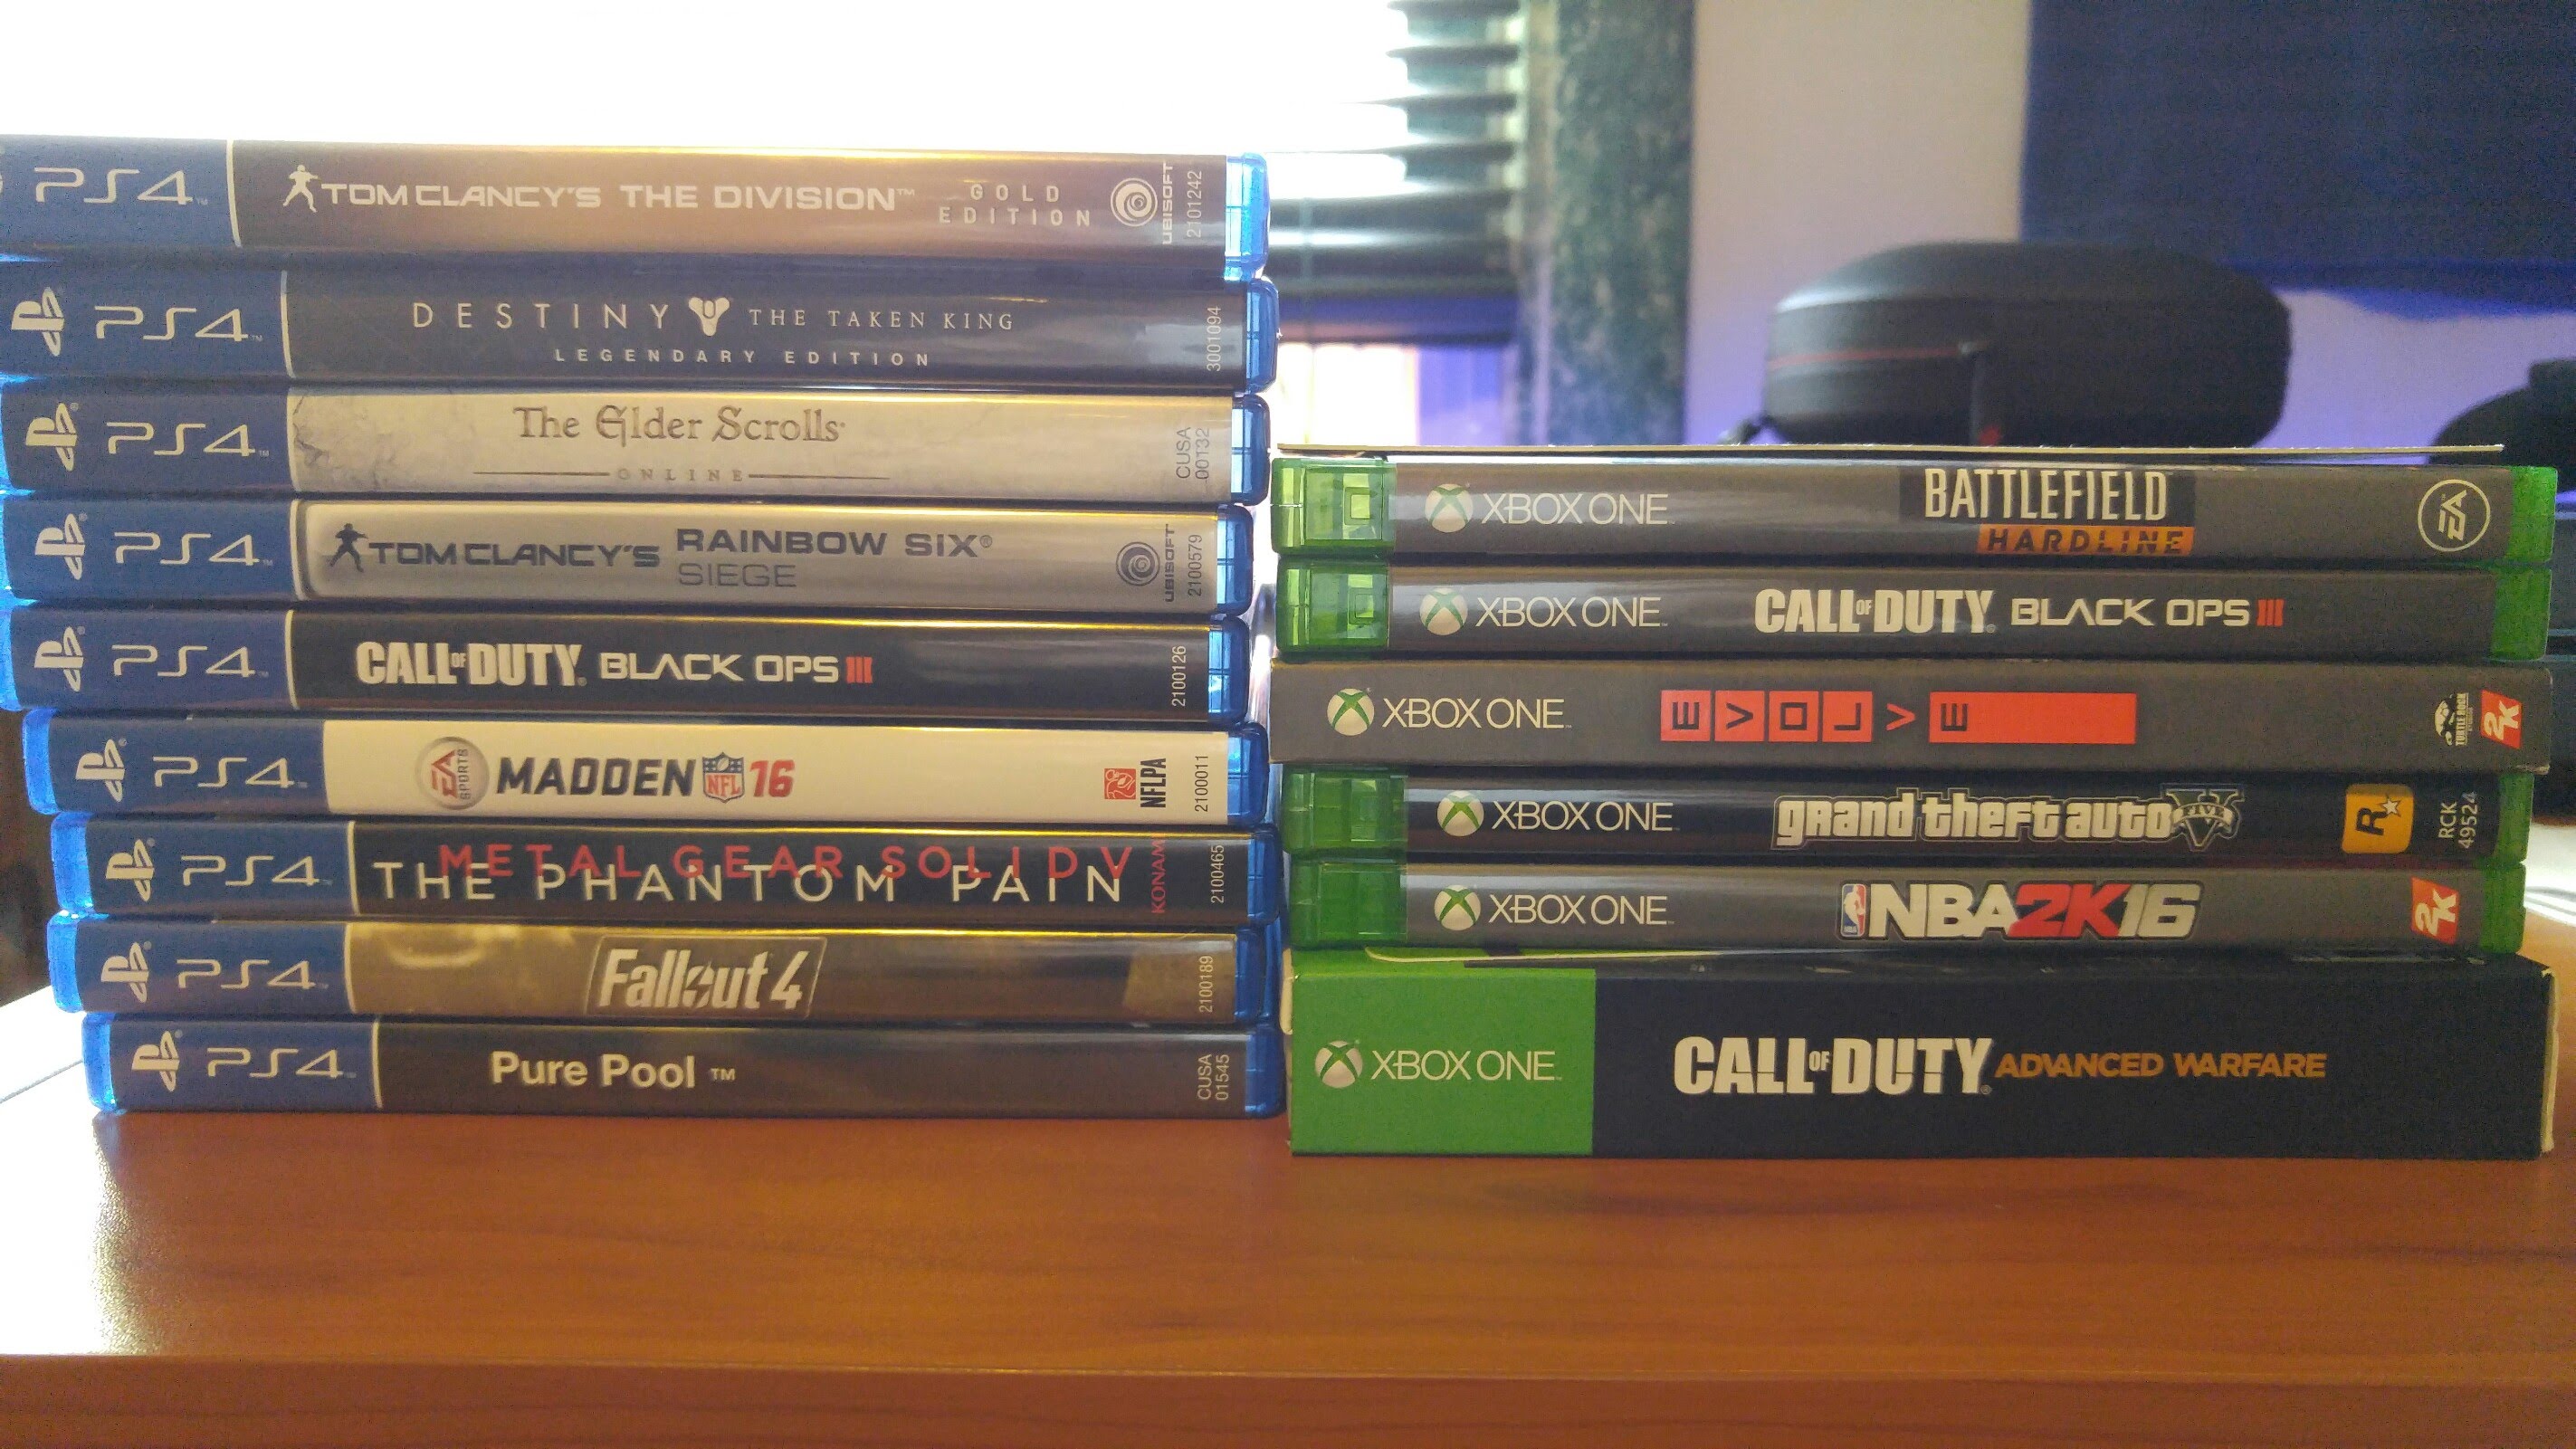 PS4 TOM CLANCY'S THE DIVISION™ GOLD EDITION UBISOFT 2101242
PS4 DESTINY THE TAKEN KING 3001094
LEGENDARY EDITION
PS4 The Elder Scrolls CUSA 00132
ONLINE
PS4 TOM CLANCY'S RAINBOW SIX® SIEGE UBISOFT 2100579
PS4 CALL OF DUTY® BLACK OPS III 2100126
PS4 EA SPORTS MADDEN NFL 16 NFLPA 2100011
PS4 METAL GEAR SOLID V KONAMI 2100465
THE PHANTOM PAIN
PS4 Fallout 4 2100189
PS4 Pure Pool™ CUSA 01545
XBOX ONE BATTLEFIELD EA
HARDLINE
XBOX ONE CALL OF DUTY® BLACK OPS III
XBOX ONE EVOLVE TURTLE ROCK 2K
XBOX ONE grand theft auto V FIVE R★ RCK 49524
XBOX ONE NBA 2K16 2K
XBOX ONE CALL OF DUTY® ADVANCED WARFARE